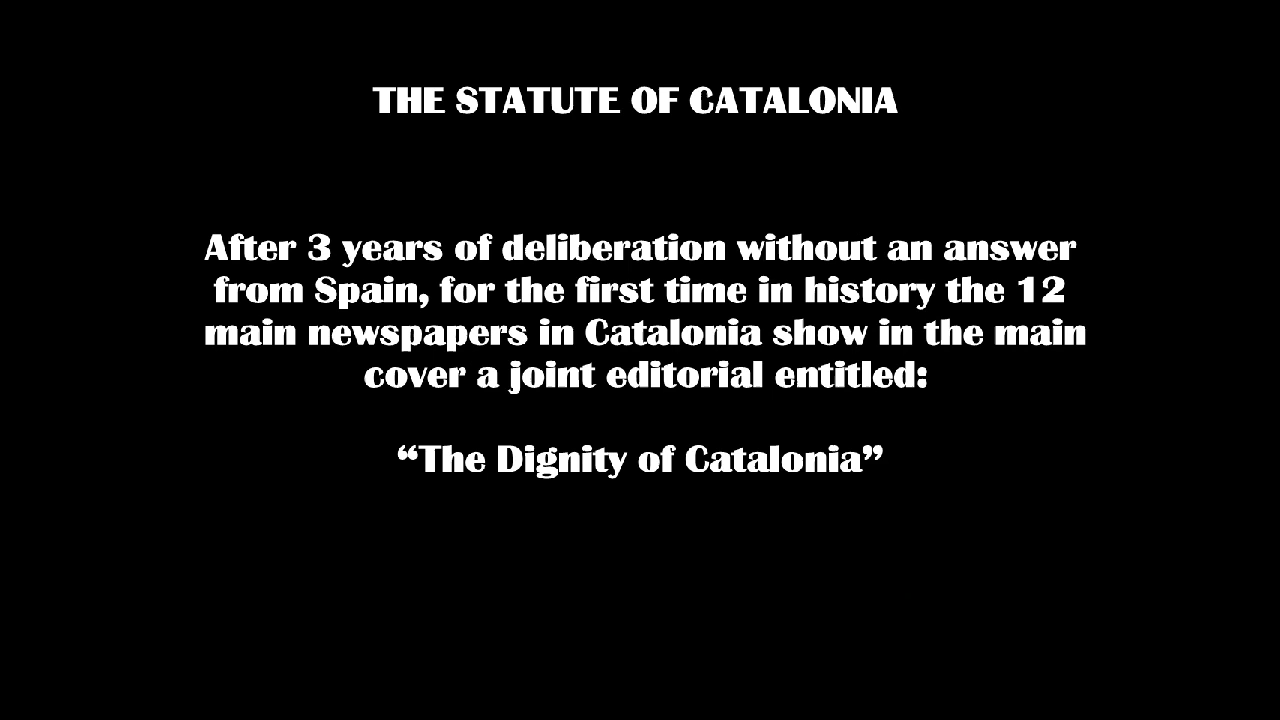 THE STATUTE OF CATALONIA
After 3 years of deliberation without an answer
from Spain, for the first time in history the 12
main newspapers in Catalonia show in the main
cover a joint editorial entitled:
“The Dignity of Catalonia”